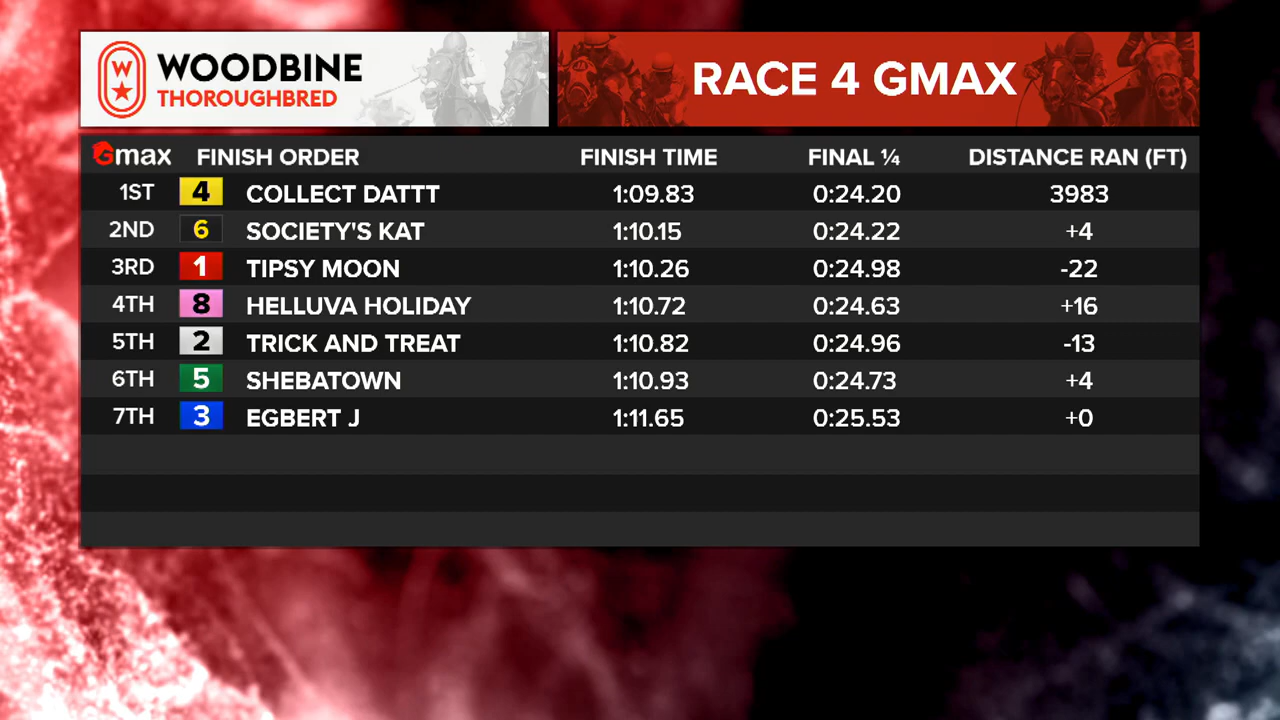 W
WOODBINE
THOROUGHBRED
RACE 4 GMAX
Gmax FINISH ORDER FINISH TIME FINAL ¼ DISTANCE RAN (FT)
1ST 4 COLLECT DATTT 1:09.83 0:24.20 3983
2ND 6 SOCIETY'S KAT 1:10.15 0:24.22 +4
3RD 1 TIPSY MOON 1:10.26 0:24.98 -22
4TH 8 HELLUVA HOLIDAY 1:10.72 0:24.63 +16
5TH 2 TRICK AND TREAT 1:10.82 0:24.96 -13
6TH 5 SHEBATOWN 1:10.93 0:24.73 +4
7TH 3 EGBERT J 1:11.65 0:25.53 +0